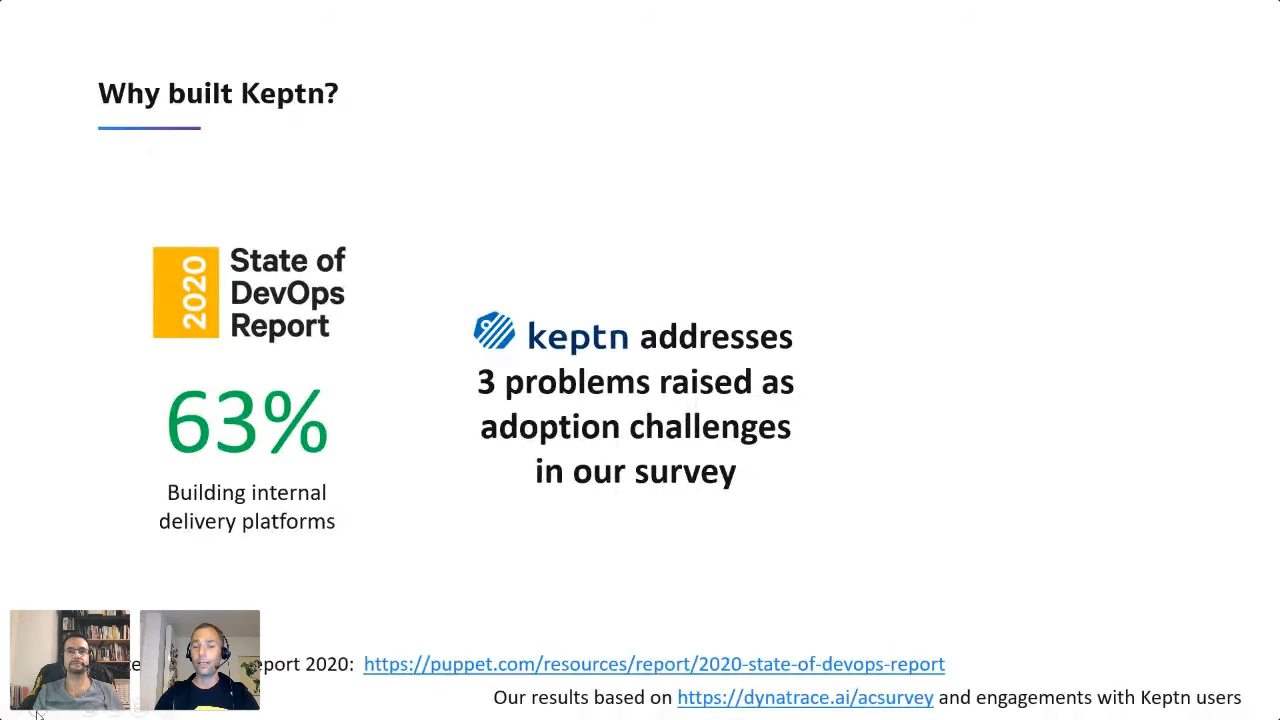 Why built Keptn?
2020
State of
DevOps
Report
63%
Building internal
delivery platforms
keptn addresses
3 problems raised as
adoption challenges
in our survey
2020: https://puppet.com/resources/report/2020-state-of-devops-report
Our results based on https://dynatrace.ai/acsurvey and engagements with Keptn users